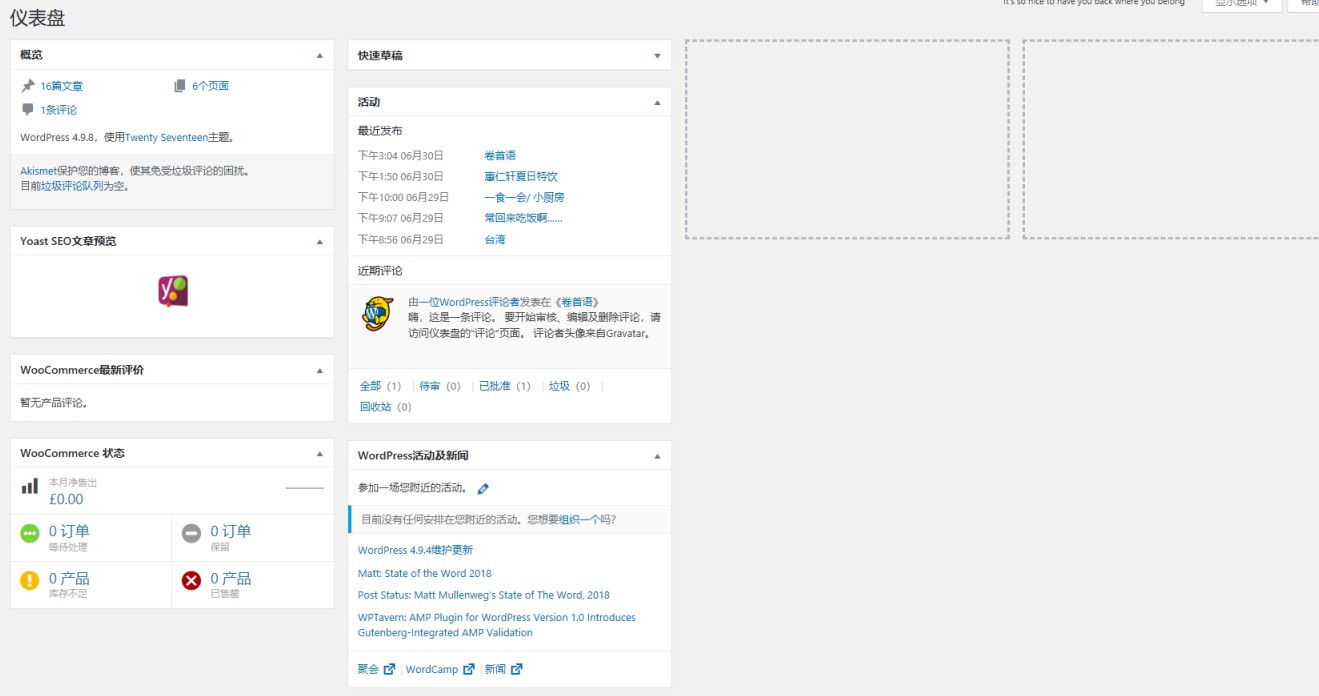 It's so nice to have you back where you belong
显示选项
帮助
仪表盘
概览
16篇文章
6个页面
1条评论
WordPress 4.9.8，使用Twenty Seventeen主题。
Akismet保护您的博客，使其免受垃圾评论的困扰。
目前垃圾评论队列为空。
Yoast SEO文章预览
WooCommerce最新评价
暂无产品评论。
WooCommerce 状态
本月净售出
£0.00
0 订单
等待处理
0 订单
保留
0 产品
库存不足
0 产品
已售罄
快速草稿
活动
最近发布
下午3:04 06月30日 卷首语
下午1:50 06月30日 廛仁轩夏日特饮
下午10:00 06月29日 一食一会/ 小厨房
下午9:07 06月29日 常回来吃饭啊……
下午8:56 06月29日 台湾
近期评论
由一位WordPress评论者发表在《卷首语》
嗨，这是一条评论。 要开始审核、编辑及删除评论，请
访问仪表盘的“评论”页面。 评论者头像来自Gravatar。
全部（1） | 待审（0） | 已批准（1） | 垃圾（0） |
回收站（0）
WordPress活动及新闻
参加一场您附近的活动。
目前没有任何安排在您附近的活动。您想要组织一个吗？
WordPress 4.9.4维护更新
Matt: State of the Word 2018
Post Status: Matt Mullenweg's State of The Word, 2018
WPTavern: AMP Plugin for WordPress Version 1.0 Introduces
Gutenberg-Integrated AMP Validation
聚会 | WordCamp | 新闻